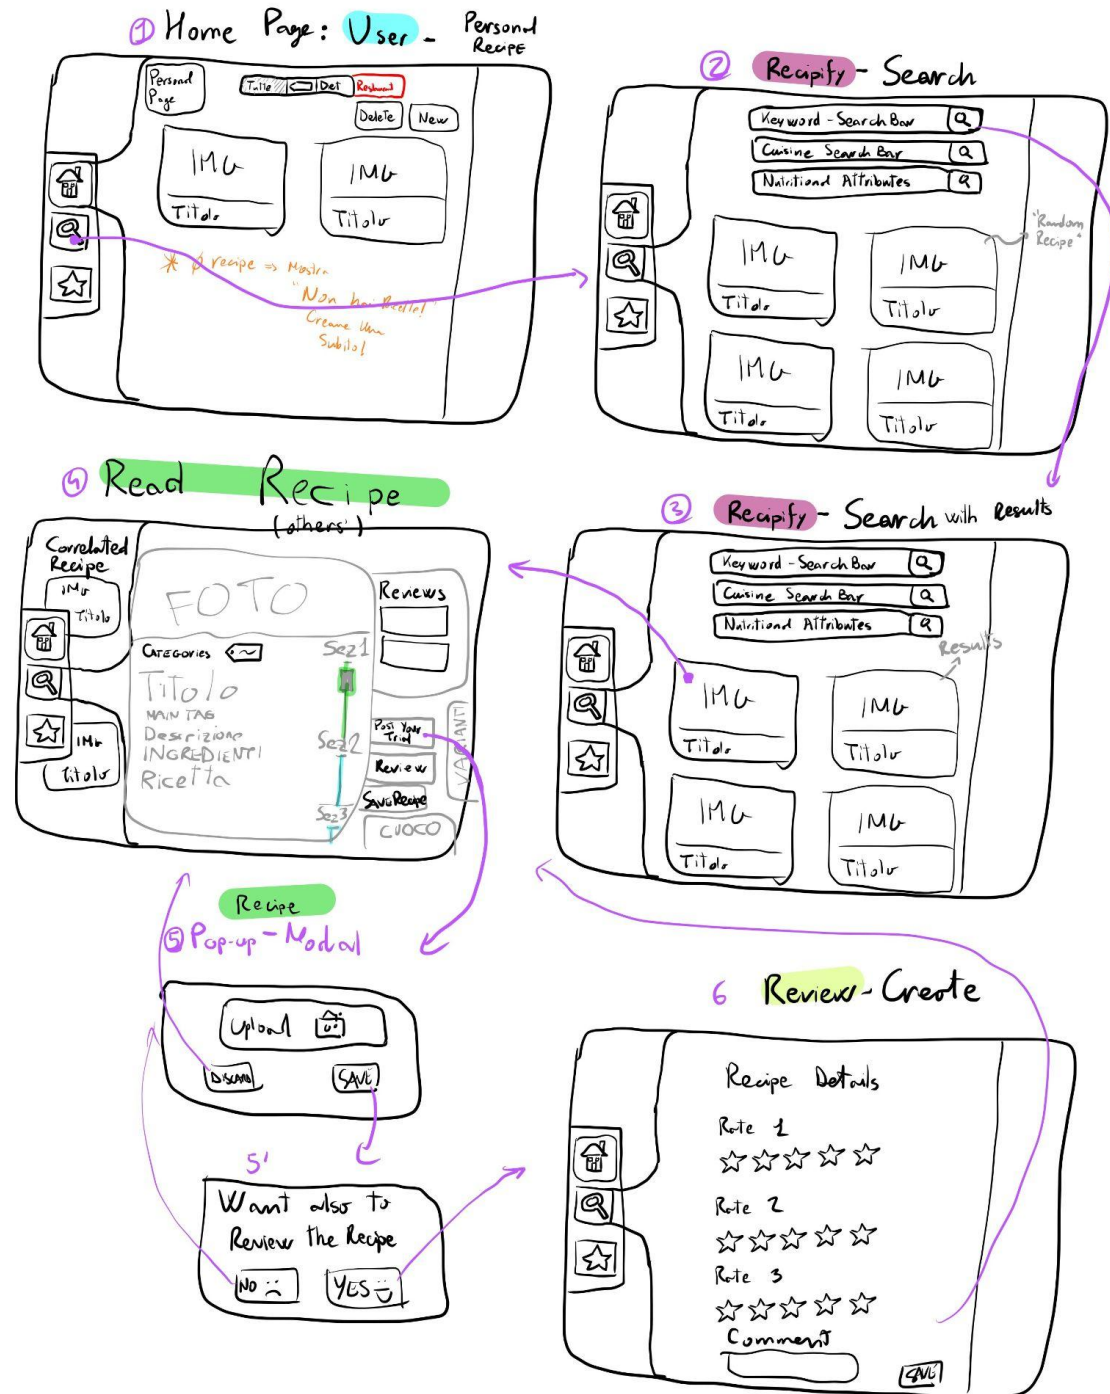 1 Home Page: User - Personal Recipe
Personal Page
Det
Delete
New
IMG
Titolo
IMG
Titolo
* ∅ recipe => Mostra
"Non hai Ricette!"
Creane Una
Subito!
2 Recipify - Search
Keyword - Search Bar
Cuisine Search Bar
Nutritional Attributes
"Random Recipe"
IMG
Titolo
IMG
Titolo
IMG
Titolo
IMG
Titolo
4 Read Recipe
(others')
Correlated Recipe
IMG
Titolo
IMG
Titolo
FOTO
CATEGORIES
Titolo
MAIN TAG
Descrizione
INGREDIENTI
Ricetta
Sez1
Sez2
Sez3
Reviews
Post Your Trial
Review
Save Recipe
VARIANTI
CUOCO
3 Recipify - Search with Results
Keyword - Search Bar
Cuisine Search Bar
Nutritional Attributes
Results
IMG
Titolo
IMG
Titolo
IMG
Titolo
IMG
Titolo
Recipe
5 Pop-up - Modal
Upload
DISCARD
SAVE
5'
Want also to
Review the Recipe
NO
YES
6 Review - Create
Recipe Details
Rate 1
Rate 2
Rate 3
Comment
SAVE